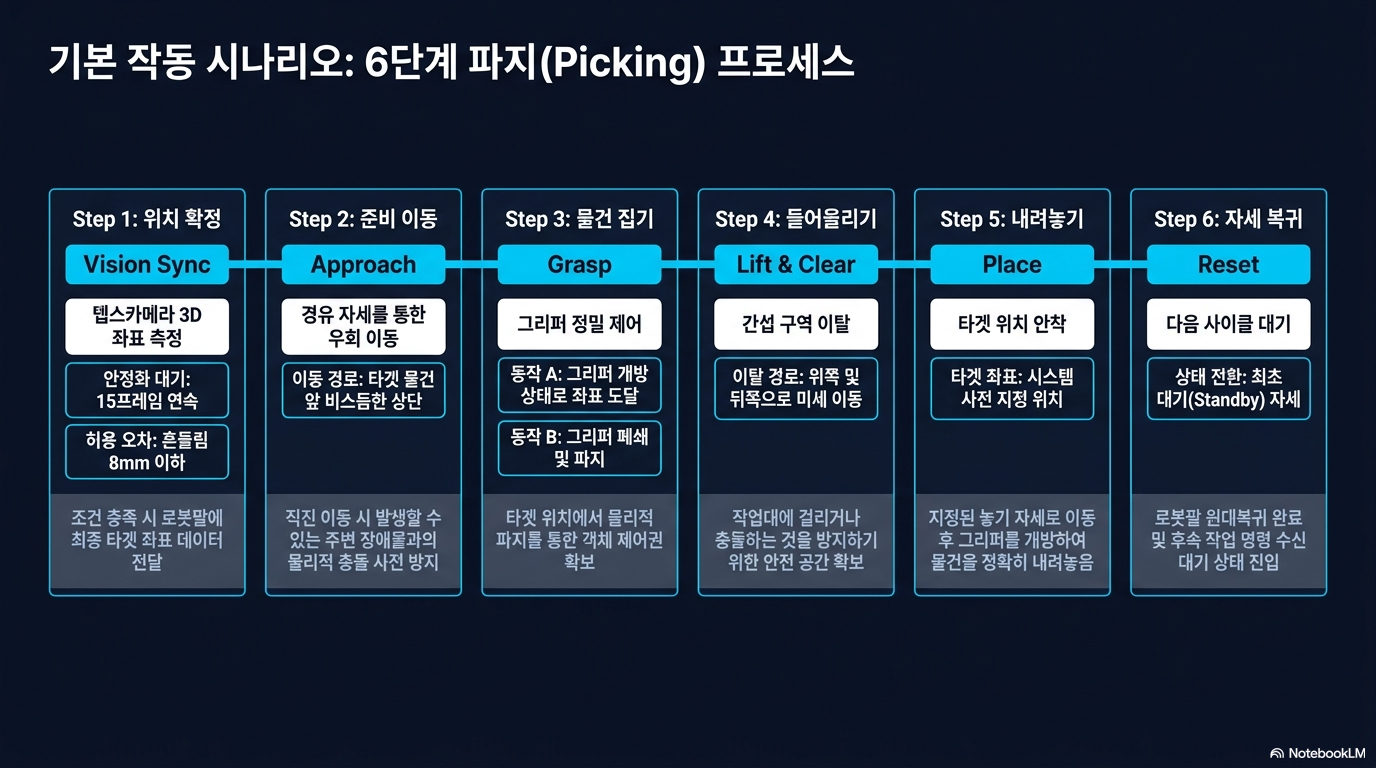 기본 작동 시나리오: 6단계 파지(Picking) 프로세스
Step 1: 위치 확정
Vision Sync
텝스카메라 3D
좌표 측정
안정화 대기:
15프레임 연속
허용 오차: 흔들림
8mm 이하
조건 충족 시 로봇팔에
최종 타겟 좌표 데이터
전달
Step 2: 준비 이동
Approach
경유 자세를 통한
우회 이동
이동 경로: 타겟 물건
앞 비스듬한 상단
직진 이동 시 발생할 수
있는 주변 장애물과의
물리적 충돌 사전 방지
Step 3: 물건 집기
Grasp
그리퍼 정밀 제어
동작 A: 그리퍼 개방
상태로 좌표 도달
동작 B: 그리퍼 폐쇄
및 파지
타겟 위치에서 물리적
파지를 통한 객체 제어권
확보
Step 4: 들어올리기
Lift & Clear
간섭 구역 이탈
이탈 경로: 위쪽 및
뒤쪽으로 미세 이동
작업대에 걸리거나
충돌하는 것을 방지하기
위한 안전 공간 확보
Step 5: 내려놓기
Place
타겟 위치 안착
타겟 좌표: 시스템
사전 지정 위치
지정된 놓기 자세로 이동
후 그리퍼를 개방하여
물건을 정확히 내려놓음
Step 6: 자세 복귀
Reset
다음 사이클 대기
상태 전환: 최초
대기(Standby) 자세
로봇팔 원대복귀 완료
및 후속 작업 명령 수신
대기 상태 진입
NotebookLM